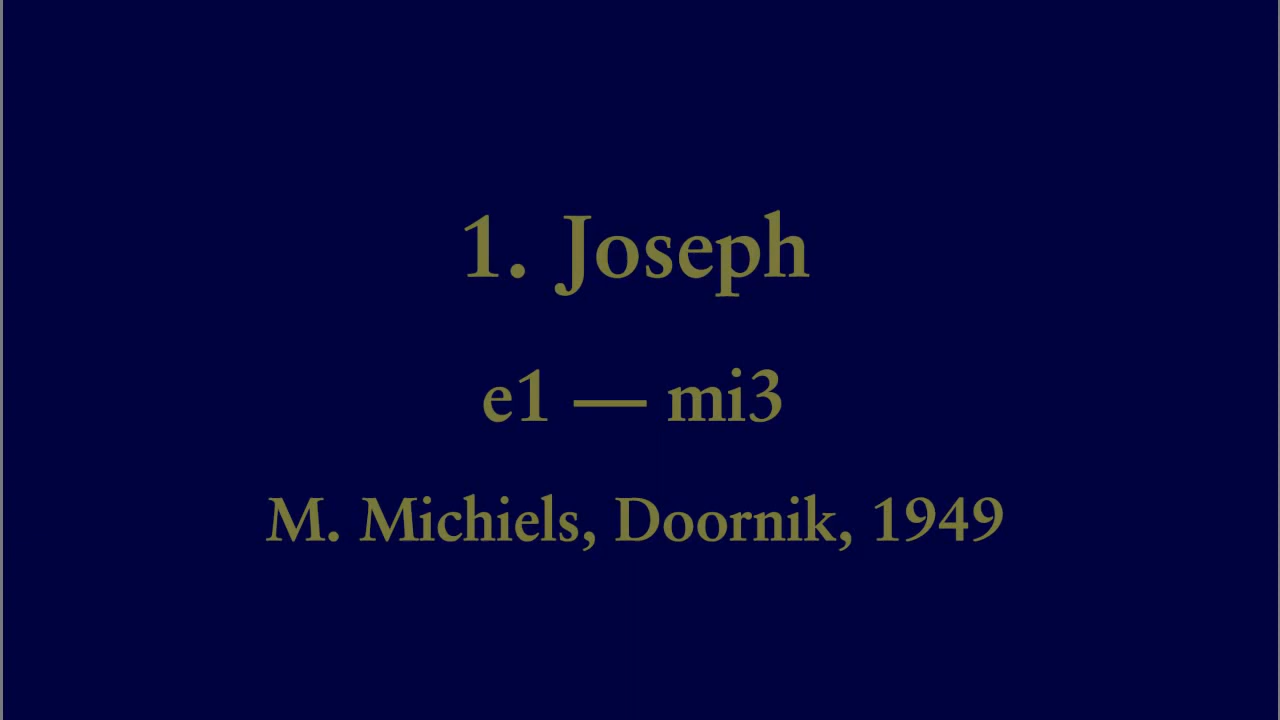 1. Joseph
e1 — mi3
M. Michiels, Doornik, 1949